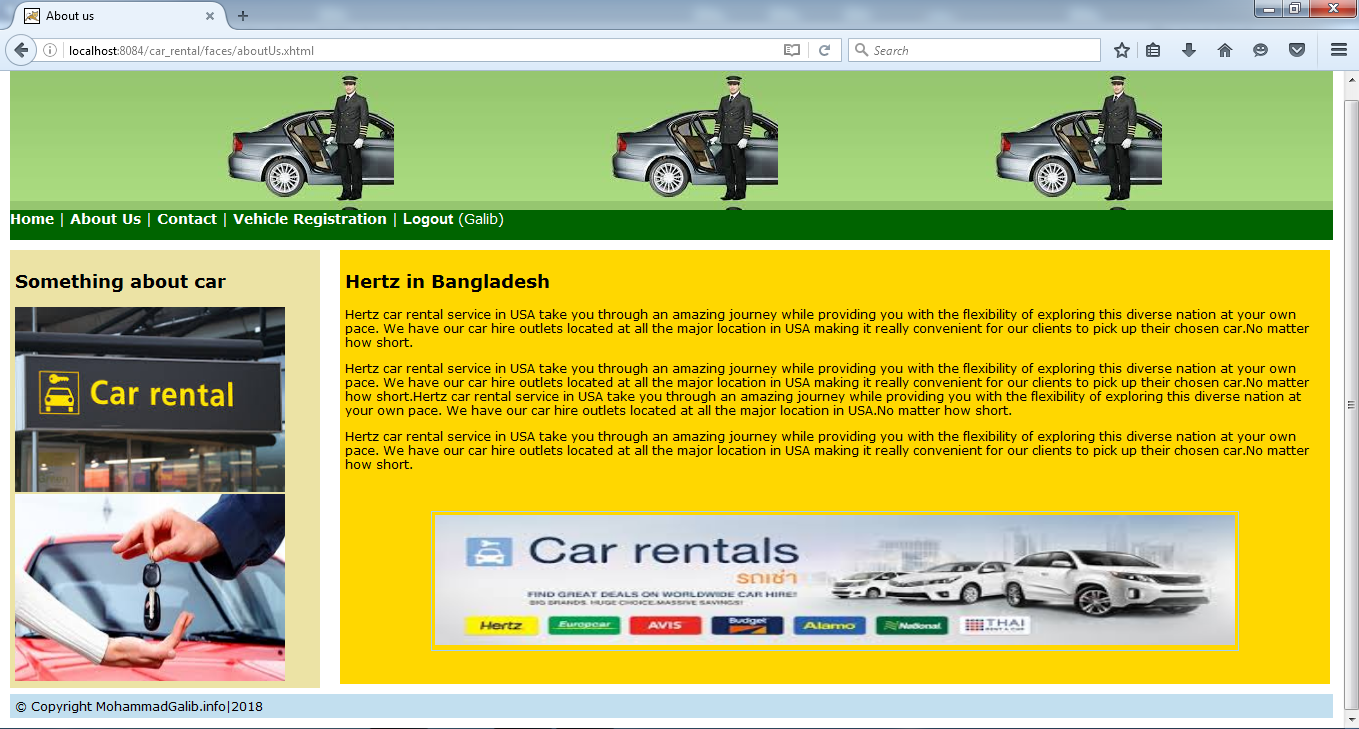 About us
localhost:8084/car_rental/faces/aboutUs.xhtml
Search
Home | About Us | Contact | Vehicle Registration | Logout (Galib)
Something about car
Car rental
Hertz in Bangladesh
Hertz car rental service in USA take you through an amazing journey while providing you with the flexibility of exploring this diverse nation at your own
pace. We have our car hire outlets located at all the major location in USA making it really convenient for our clients to pick up their chosen car.No matter
how short.
Hertz car rental service in USA take you through an amazing journey while providing you with the flexibility of exploring this diverse nation at your own
pace. We have our car hire outlets located at all the major location in USA making it really convenient for our clients to pick up their chosen car.No matter
how short.Hertz car rental service in USA take you through an amazing journey while providing you with the flexibility of exploring this diverse nation at
your own pace. We have our car hire outlets located at all the major location in USA.No matter how short.
Hertz car rental service in USA take you through an amazing journey while providing you with the flexibility of exploring this diverse nation at your own
pace. We have our car hire outlets located at all the major location in USA making it really convenient for our clients to pick up their chosen car.No matter
how short.
Car rentals
รถเช่า
FIND GREAT DEALS ON WORLDWIDE CAR HIRE!
BIG BRANDS. HUGE CHOICE.MASSIVE SAVINGS!
Hertz Europcar AVIS Budget Alamo National THAI
RENT A CAR
© Copyright MohammadGalib.info|2018